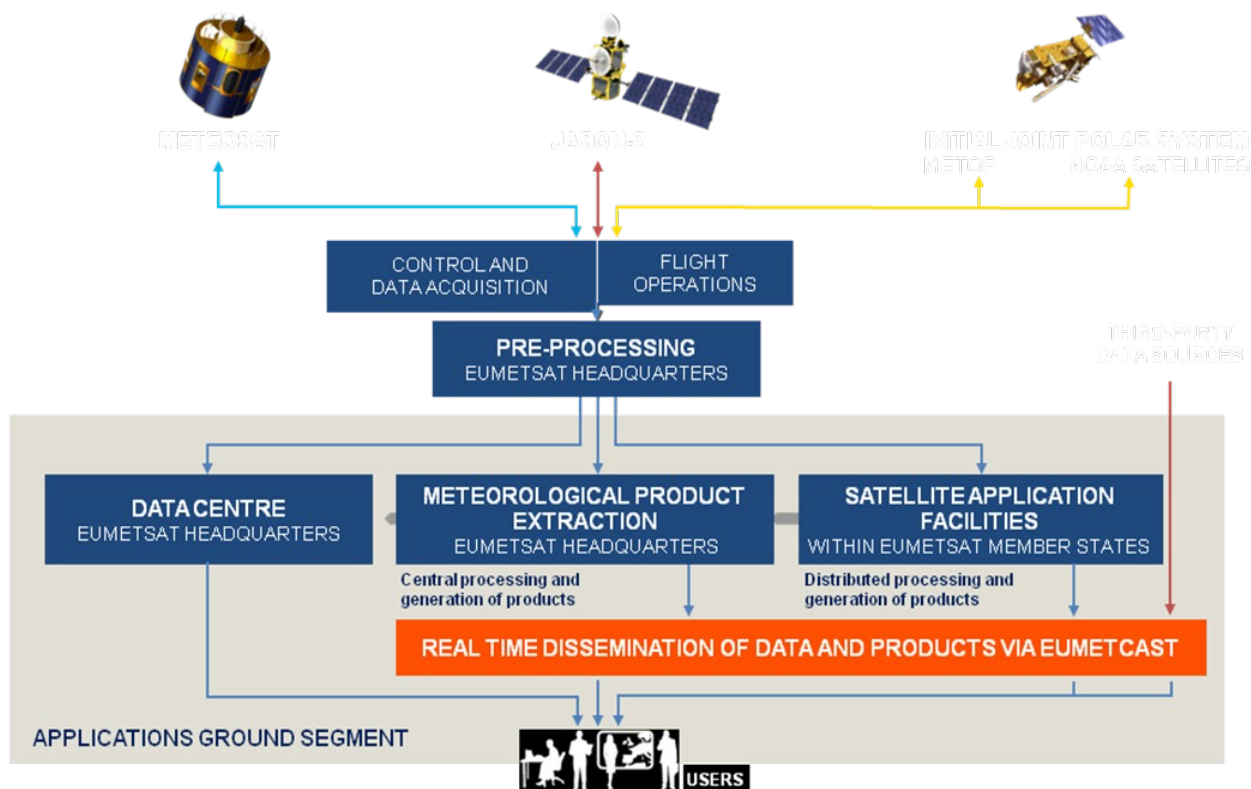 METEOSAT
JASON-2
INITIAL JOINT POLAR SYSTEM
METOP NOAA SATELLITES
CONTROL AND
DATA ACQUISITION
FLIGHT
OPERATIONS
THIRD-PARTY
DATA SOURCES
PRE-PROCESSING
EUMETSAT HEADQUARTERS
DATA CENTRE
EUMETSAT HEADQUARTERS
METEOROLOGICAL PRODUCT
EXTRACTION
EUMETSAT HEADQUARTERS
SATELLITE APPLICATION
FACILITIES
WITHIN EUMETSAT MEMBER STATES
Central processing and
generation of products
Distributed processing and
generation of products
REAL TIME DISSEMINATION OF DATA AND PRODUCTS VIA EUMETCAST
APPLICATIONS GROUND SEGMENT
USERS